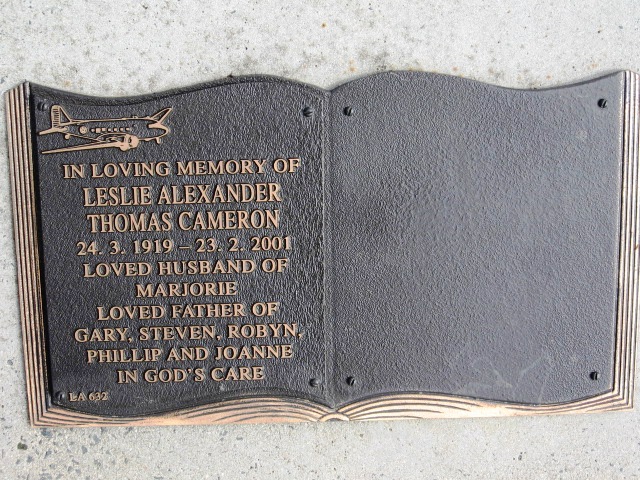 IN LOVING MEMORY OF
LESLIE ALEXANDER
THOMAS CAMERON
24. 3. 1919 – 23. 2. 2001
LOVED HUSBAND OF
MARJORIE
LOVED FATHER OF
GARY, STEVEN, ROBYN,
PHILLIP AND JOANNE
IN GOD'S CARE
LA 632